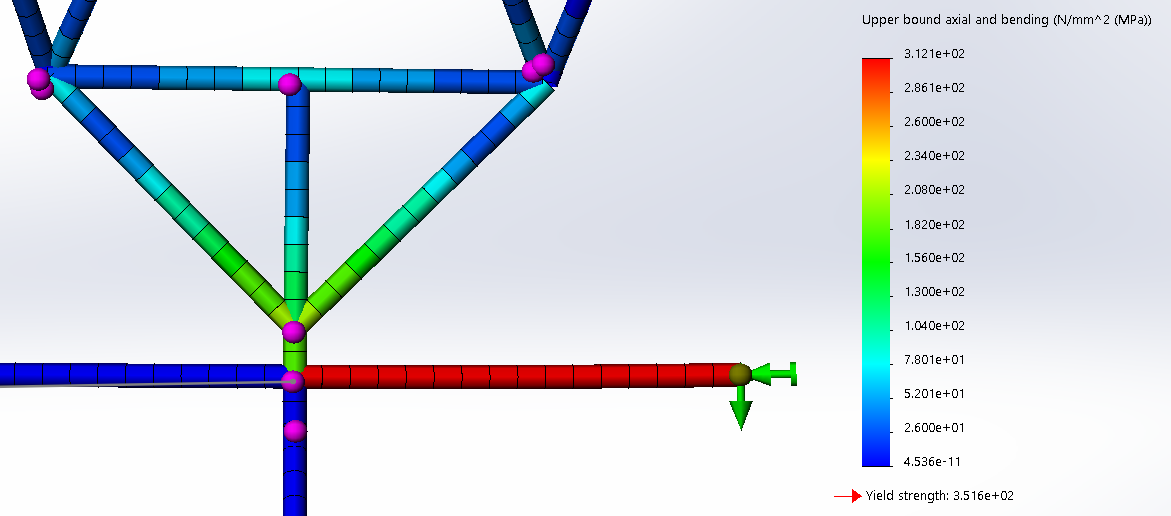 Upper bound axial and bending (N/mm^2 (MPa))
3.121e+02
2.861e+02
2.600e+02
2.340e+02
2.080e+02
1.820e+02
1.560e+02
1.300e+02
1.040e+02
7.801e+01
5.201e+01
2.600e+01
4.536e-11
Yield strength: 3.516e+02